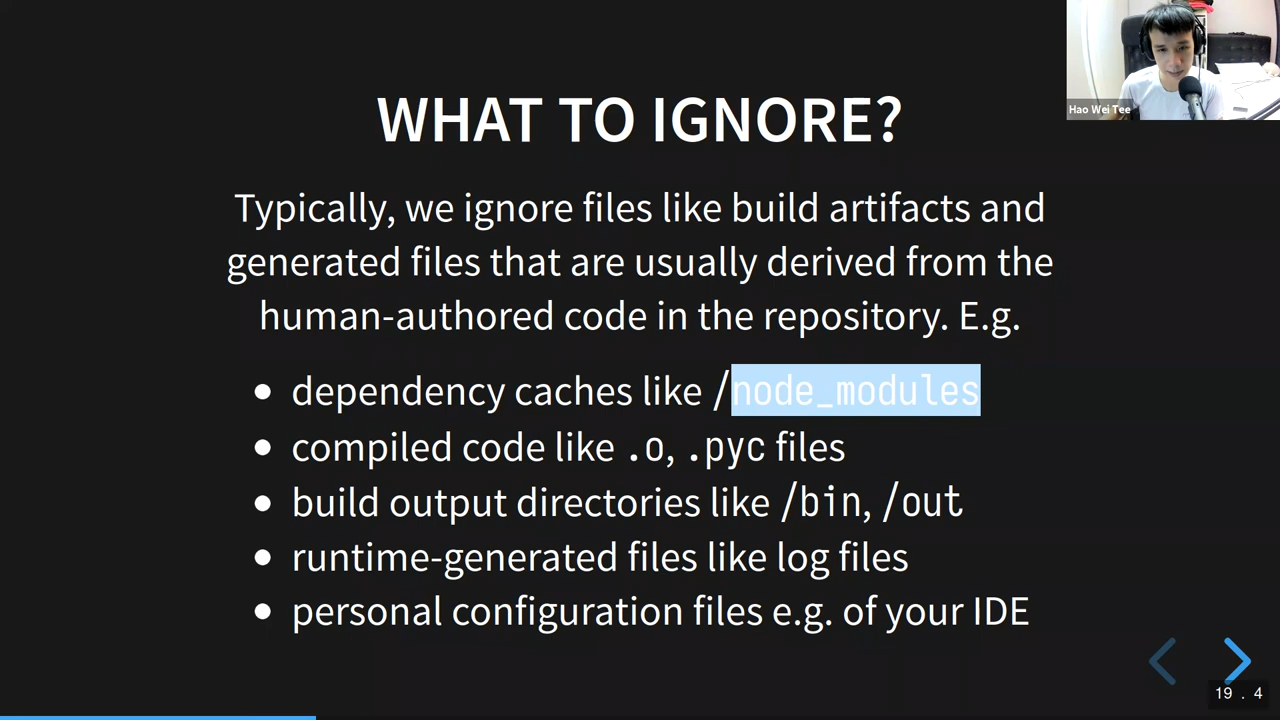 Hao Wei Tee
WHAT TO IGNORE?
Typically, we ignore files like build artifacts and
generated files that are usually derived from the
human-authored code in the repository. E.g.
• dependency caches like /node_modules
• compiled code like .o, .pyc files
• build output directories like /bin, /out
• runtime-generated files like log files
• personal configuration files e.g. of your IDE
19 . 4